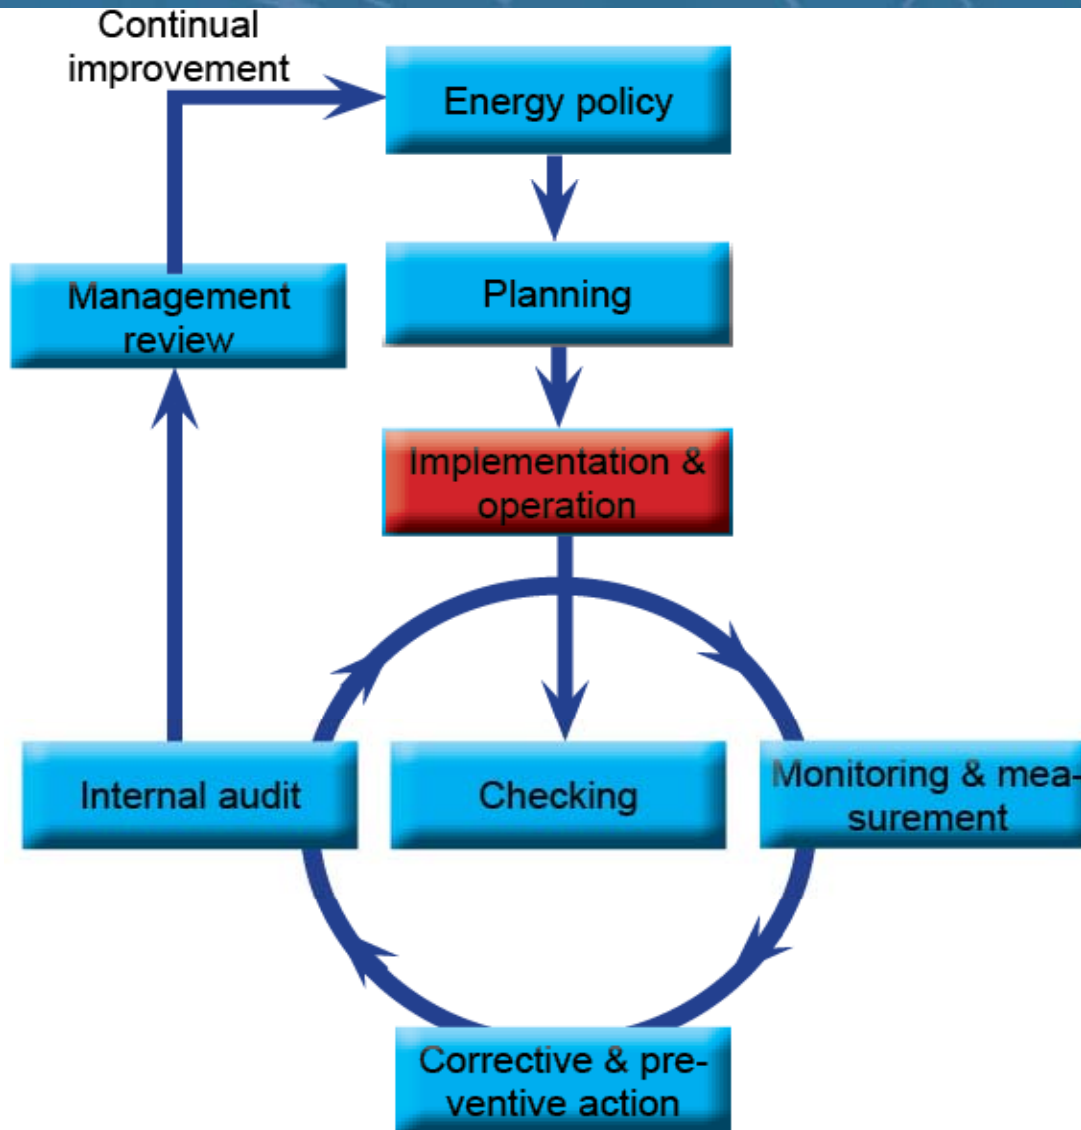 Continual
improvement
Energy policy
Planning
Management
review
Implementation &
operation
Internal audit
Checking
Monitoring & mea-
surement
Corrective & pre-
ventive action